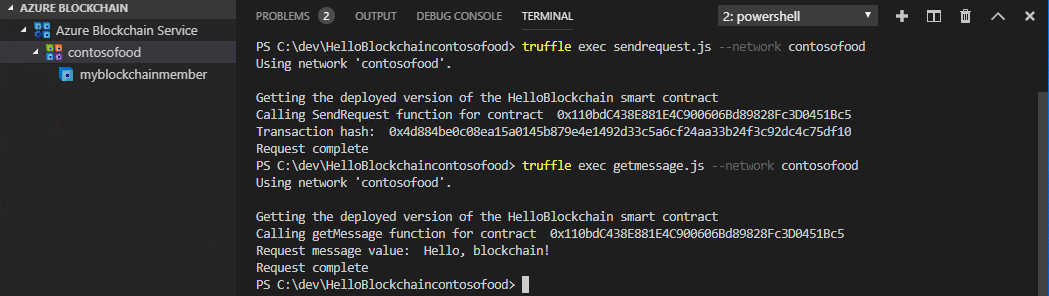 AZURE BLOCKCHAIN
Azure Blockchain Service
contosofood
myblockchainmember
PROBLEMS 2 OUTPUT DEBUG CONSOLE TERMINAL 2: powershell
PS C:\dev\HelloBlockchaincontosofood> truffle exec sendrequest.js --network contosofood
Using network 'contosofood'.
Getting the deployed version of the HelloBlockchain smart contract
Calling SendRequest function for contract 0x110bdC438E881E4C900606Bd89828Fc3D0451Bc5
Transaction hash: 0x4d884be0c08ea15a0145b879e4e1492d33c5a6cf24aa33b24f3c92dc4c75df10
Request complete
PS C:\dev\HelloBlockchaincontosofood> truffle exec getmessage.js --network contosofood
Using network 'contosofood'.
Getting the deployed version of the HelloBlockchain smart contract
Calling getMessage function for contract 0x110bdC438E881E4C900606Bd89828Fc3D0451Bc5
Request message value: Hello, blockchain!
Request complete
PS C:\dev\HelloBlockchaincontosofood>